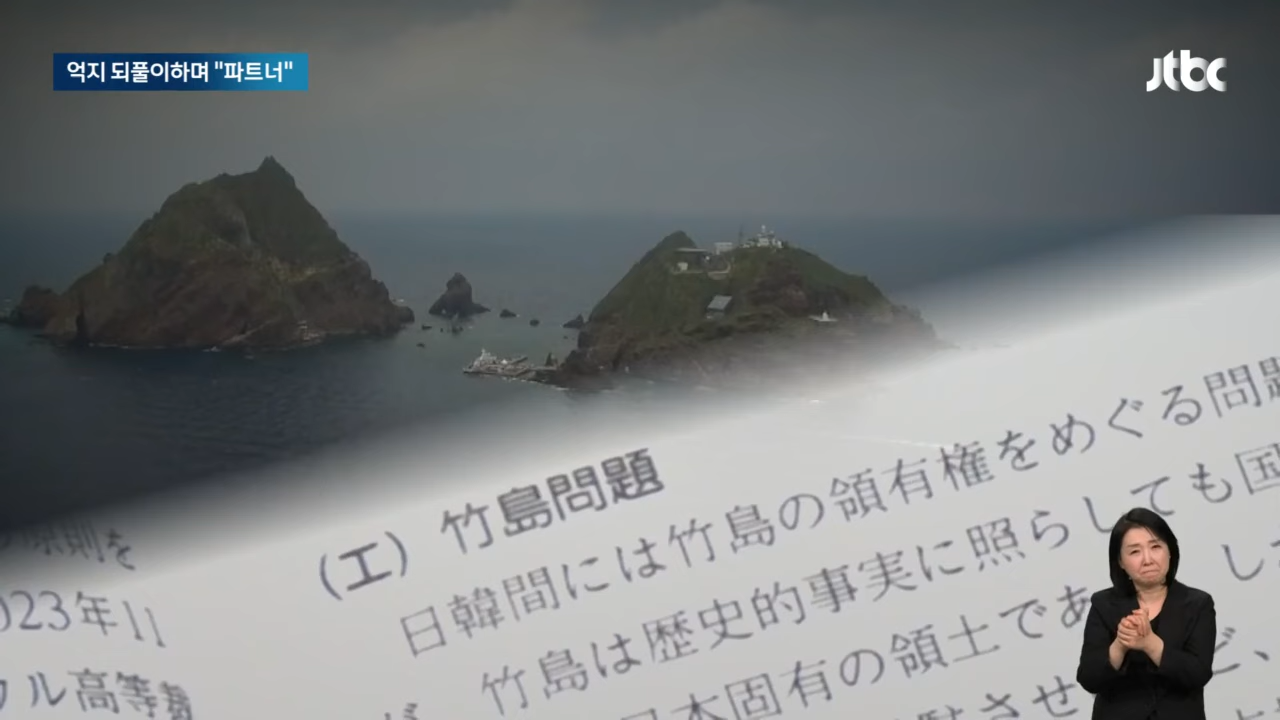 억지 되풀이하며 "파트너"
jtbc
(エ) 竹島問題
日韓間には竹島の領有権をめぐる問題
竹島は歴史的事実に照らしても国
固有の領土であ
原則を
023年11
ル高等